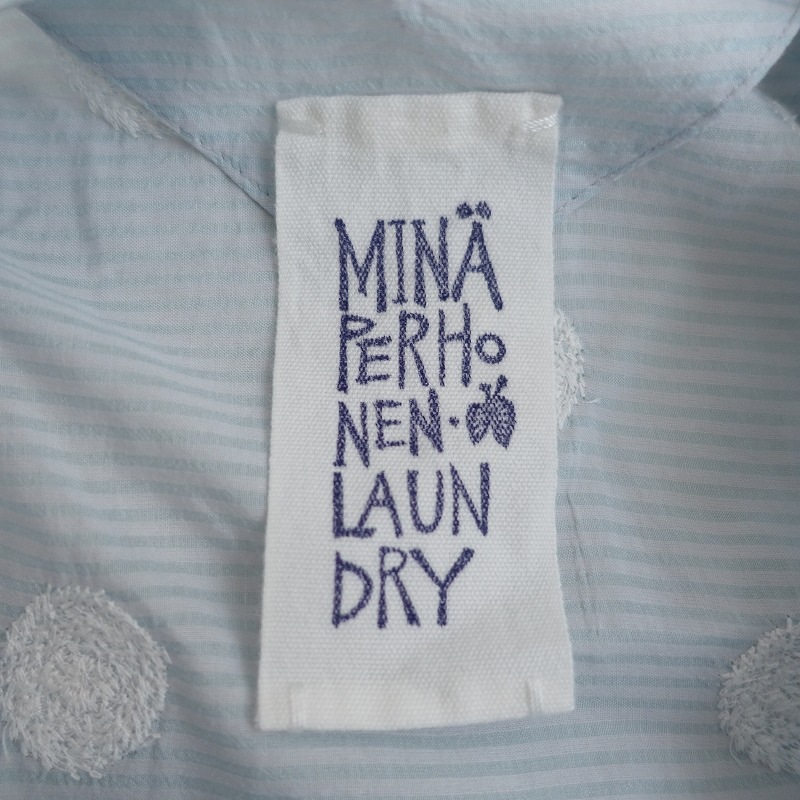 MINÄ
PERHO
NEN·
LAUN
DRY